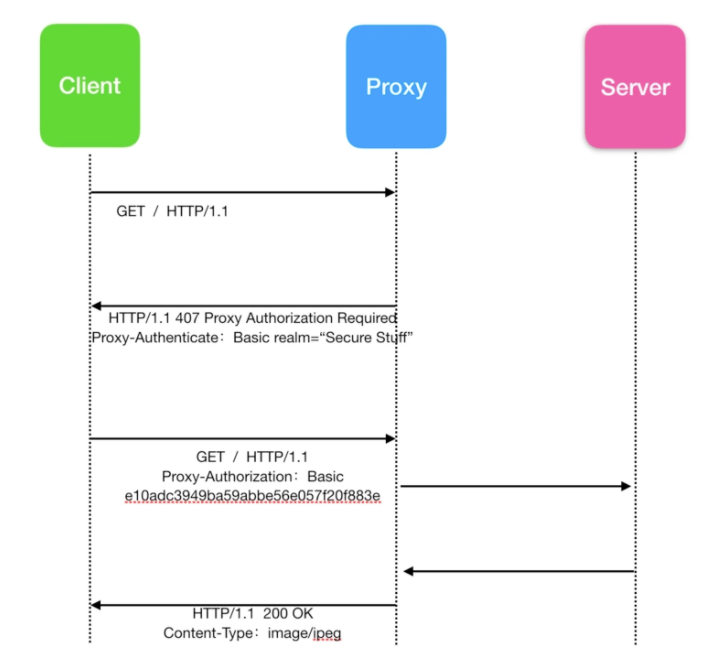 Client
Proxy
Server
GET / HTTP/1.1
HTTP/1.1 407 Proxy Authorization Required
Proxy-Authenticate: Basic realm=“Secure Stuff”
GET / HTTP/1.1
Proxy-Authorization: Basic
e10adc3949ba59abbe56e057f20f883e
HTTP/1.1 200 OK
Content-Type: image/jpeg